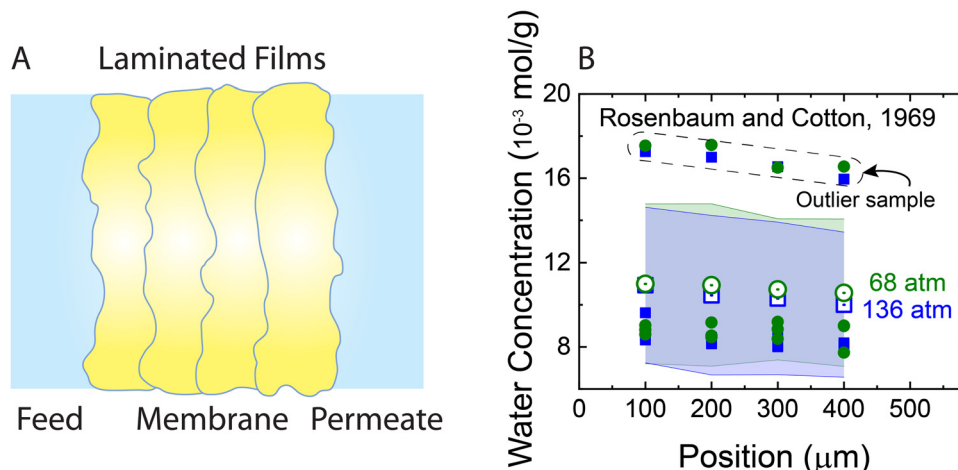 A
Laminated Films
Feed
Membrane
Permeate
B
Water Concentration (10⁻³ mol/g)
20
16
12
8
Rosenbaum and Cotton, 1969
Outlier sample
68 atm
136 atm
0
100
200
300
400
500
Position (μm)